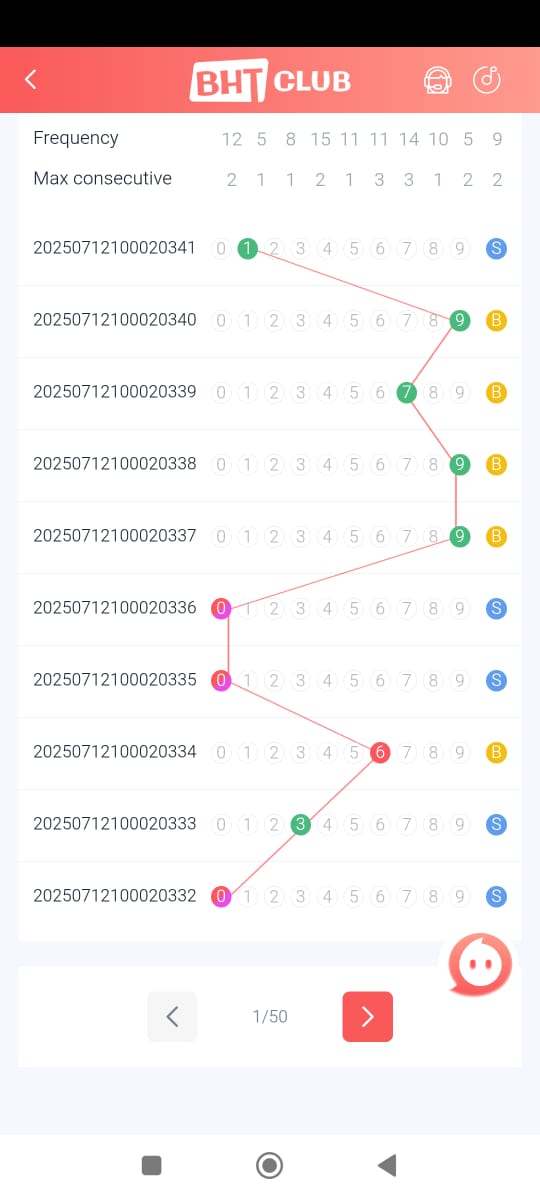 BHT CLUB
Frequency 12 5 8 15 11 11 14 10 5 9
Max consecutive 2 1 1 2 1 3 3 1 2 2
20250712100020341 0 1 2 3 4 5 6 7 8 9 S
20250712100020340 0 1 2 3 4 5 6 7 8 9 B
20250712100020339 0 1 2 3 4 5 6 7 8 9 B
20250712100020338 0 1 2 3 4 5 6 7 8 9 B
20250712100020337 0 1 2 3 4 5 6 7 8 9 B
20250712100020336 0 1 2 3 4 5 6 7 8 9 S
20250712100020335 0 1 2 3 4 5 6 7 8 9 S
20250712100020334 0 1 2 3 4 5 6 7 8 9 B
20250712100020333 0 1 2 3 4 5 6 7 8 9 S
20250712100020332 0 1 2 3 4 5 6 7 8 9 S
1/50